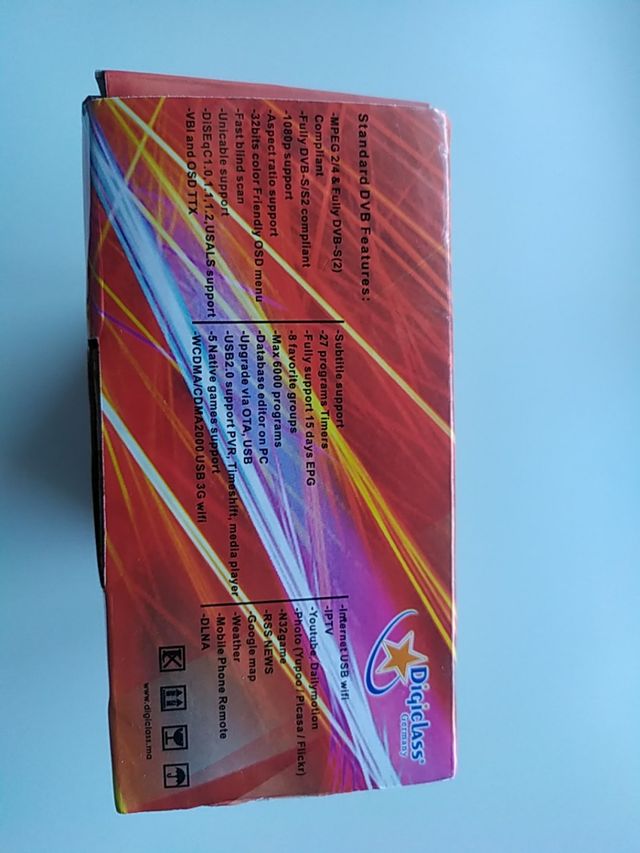 Digiclass®
Germany
Standard DVB Features:
-MPEG 2/4 & Fully DVB-S(2)
Compliant
-Fully DVB-S/S2 compliant
-1080p support
-Aspect ratio support
-32bits color Friendly OSD menu
-Fast blind scan
-Unicable support
-DiSEqC1.0,1.1,1.2,USALS support
-VBI and OSD TTX
-Subtitle support
-27 programs Timers
-Fully support 15 days EPG
-8 favorite groups
-Max 6000 programs
-Database editor on PC
-Upgrade via OTA, USB
-USB2.0 support PVR, Timeshift, media player
-5 Native games support
-WCDMA/CDMA2000 USB 3G wifi
-Internet USB wifi
-IPTV
-Youtube, Dailymotion
-Photo (Yupoo / Picasa / Flickr)
-N32game
-RSS NEWS
-Google map
-Weather
-Mobile Phone Remote
-DLNA
www.digiclass.ma